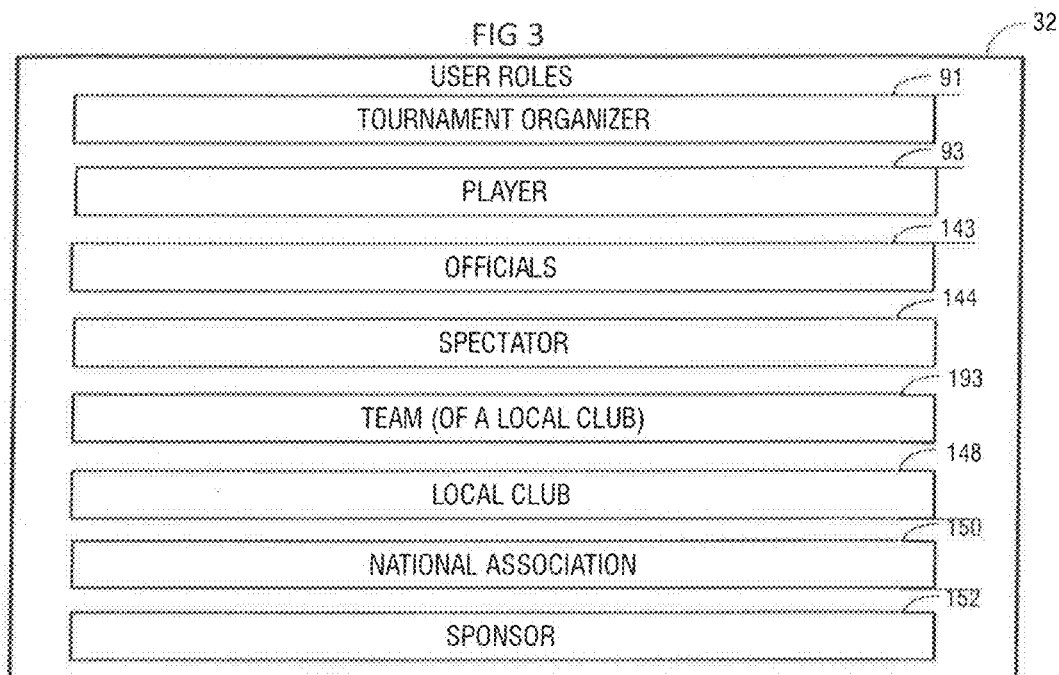 FIG 3
32
USER ROLES
91
TOURNAMENT ORGANIZER
93
PLAYER
143
OFFICIALS
144
SPECTATOR
193
TEAM (OF A LOCAL CLUB)
148
LOCAL CLUB
150
NATIONAL ASSOCIATION
152
SPONSOR